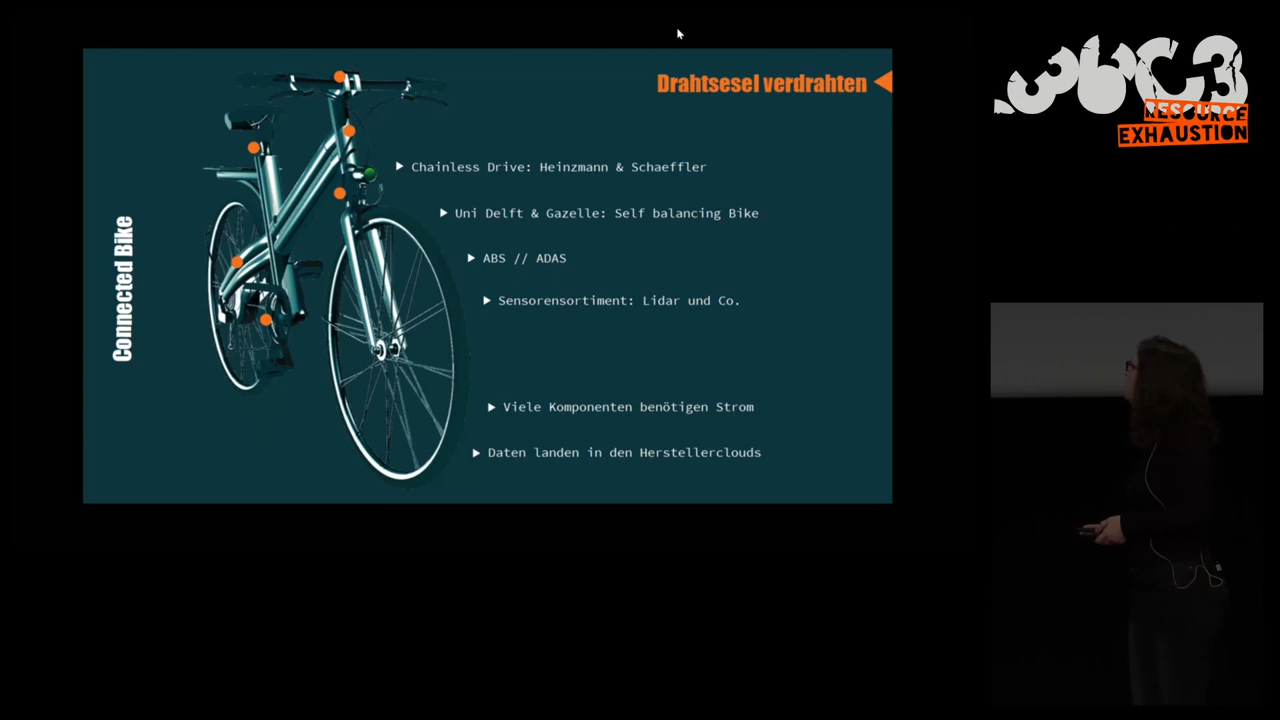 Drahtsesel verdrahten
Connected Bike
Chainless Drive: Heinzmann & Schaeffler
Uni Delft & Gazelle: Self balancing Bike
ABS // ADAS
Sensorensortiment: Lidar und Co.
Viele Komponenten benötigen Strom
Daten landen in den Herstellerclouds
36C3
RESOURCE
EXHAUSTION